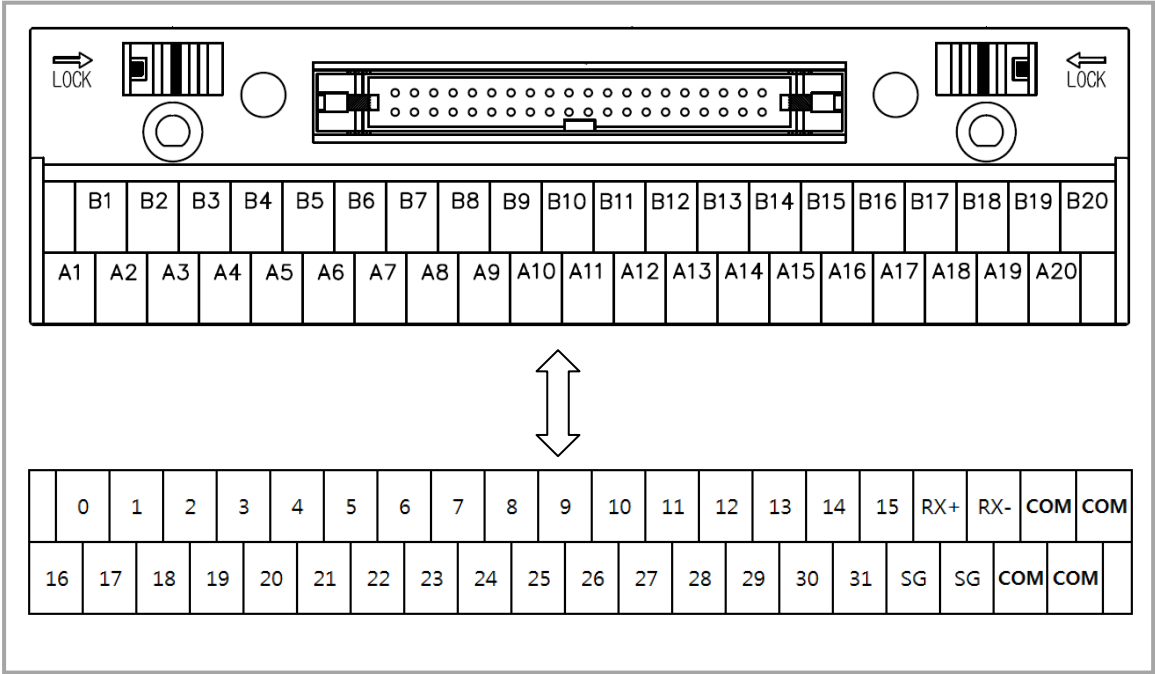 LOCK LOCK
B1 B2 B3 B4 B5 B6 B7 B8 B9 B10 B11 B12 B13 B14 B15 B16 B17 B18 B19 B20
A1 A2 A3 A4 A5 A6 A7 A8 A9 A10 A11 A12 A13 A14 A15 A16 A17 A18 A19 A20
0 1 2 3 4 5 6 7 8 9 10 11 12 13 14 15 RX+ RX- COM COM
16 17 18 19 20 21 22 23 24 25 26 27 28 29 30 31 SG SG COM COM